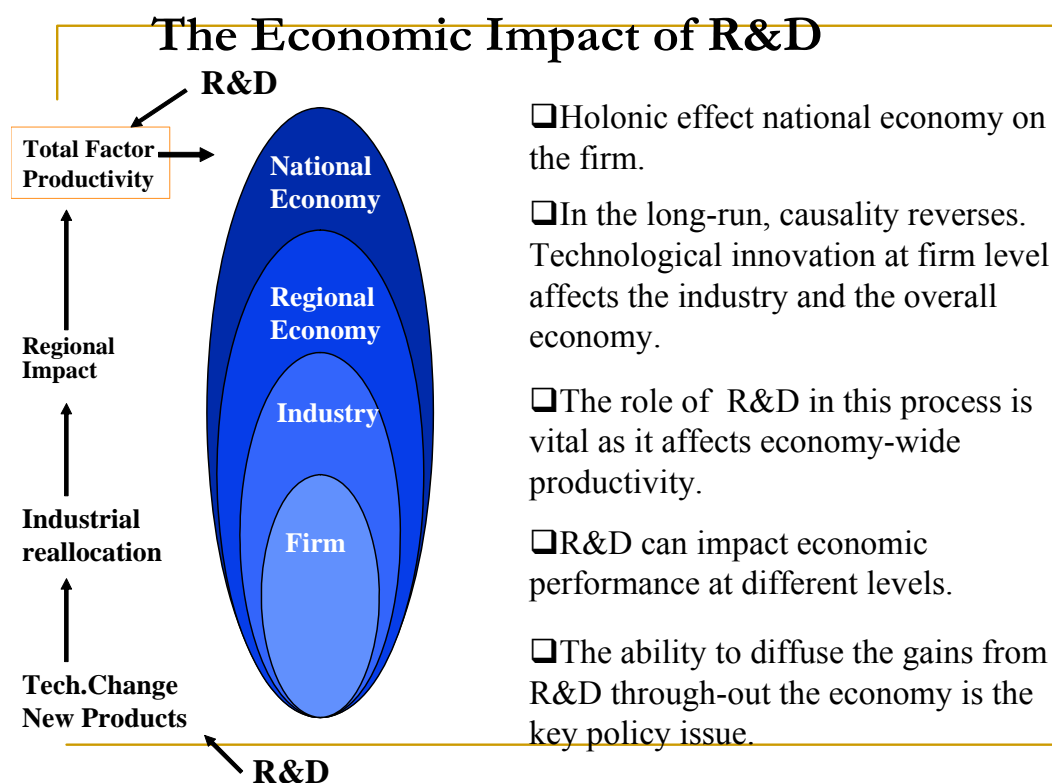 The Economic Impact of R&D
R&D
Total Factor
Productivity
Regional
Impact
Industrial
reallocation
Tech.Change
New Products
R&D
National
Economy
Regional
Economy
Industry
Firm
❑Holonic effect national economy on
the firm.
❑In the long-run, causality reverses.
Technological innovation at firm level
affects the industry and the overall
economy.
❑The role of  R&D in this process is
vital as it affects economy-wide
productivity.
❑R&D can impact economic
performance at different levels.
❑The ability to diffuse the gains from
R&D through-out the economy is the
key policy issue.